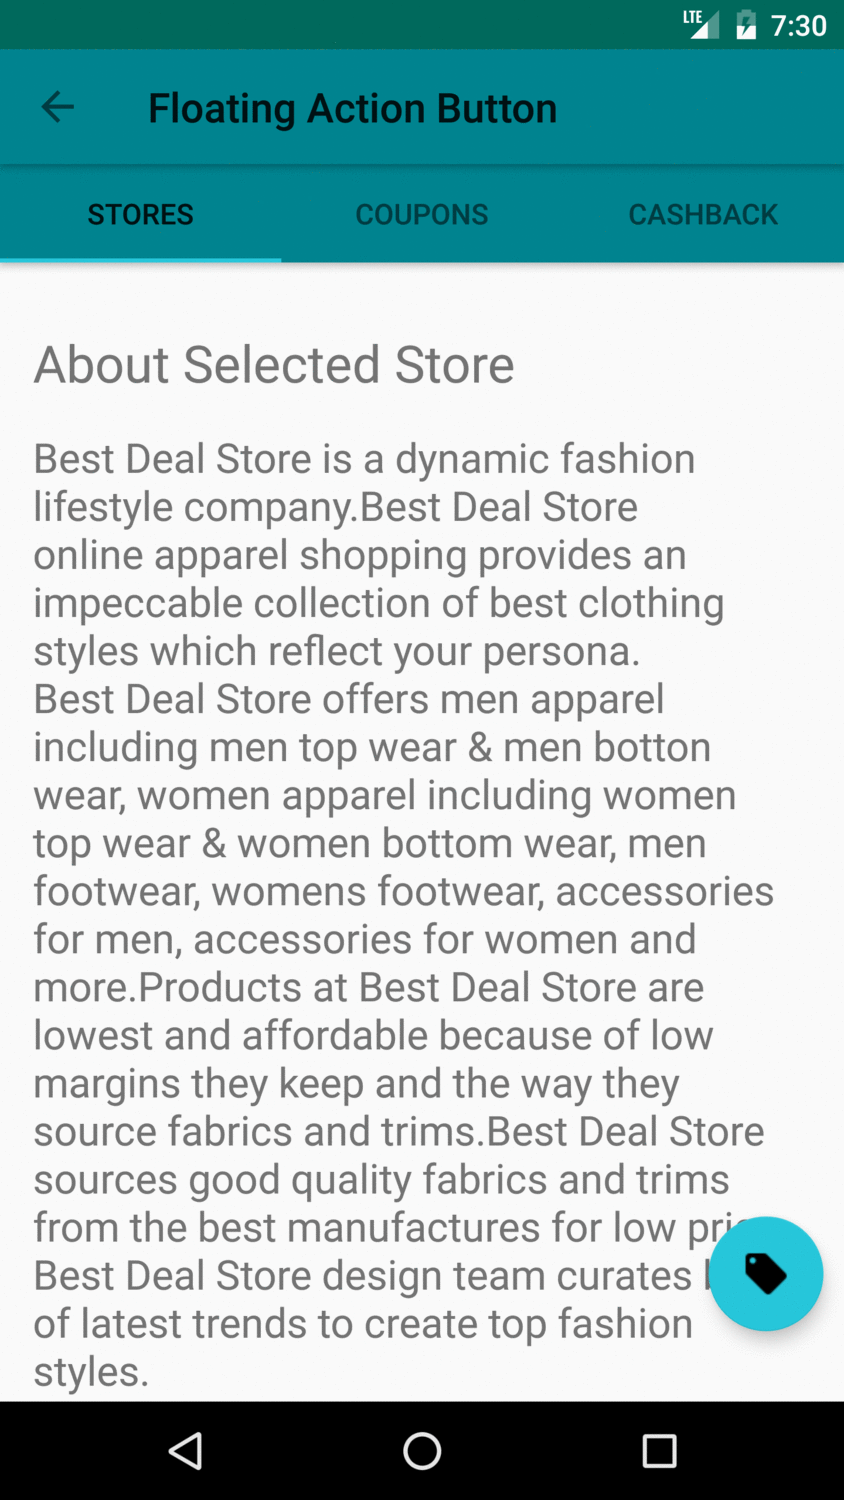 LTE 7:30
Floating Action Button
STORES COUPONS CASHBACK
About Selected Store
Best Deal Store is a dynamic fashion
lifestyle company.Best Deal Store
online apparel shopping provides an
impeccable collection of best clothing
styles which reflect your persona.
Best Deal Store offers men apparel
including men top wear & men botton
wear, women apparel including women
top wear & women bottom wear, men
footwear, womens footwear, accessories
for men, accessories for women and
more.Products at Best Deal Store are
lowest and affordable because of low
margins they keep and the way they
source fabrics and trims.Best Deal Store
sources good quality fabrics and trims
from the best manufactures for low
Best Deal Store design team curates
of latest trends to create top fashion
styles.